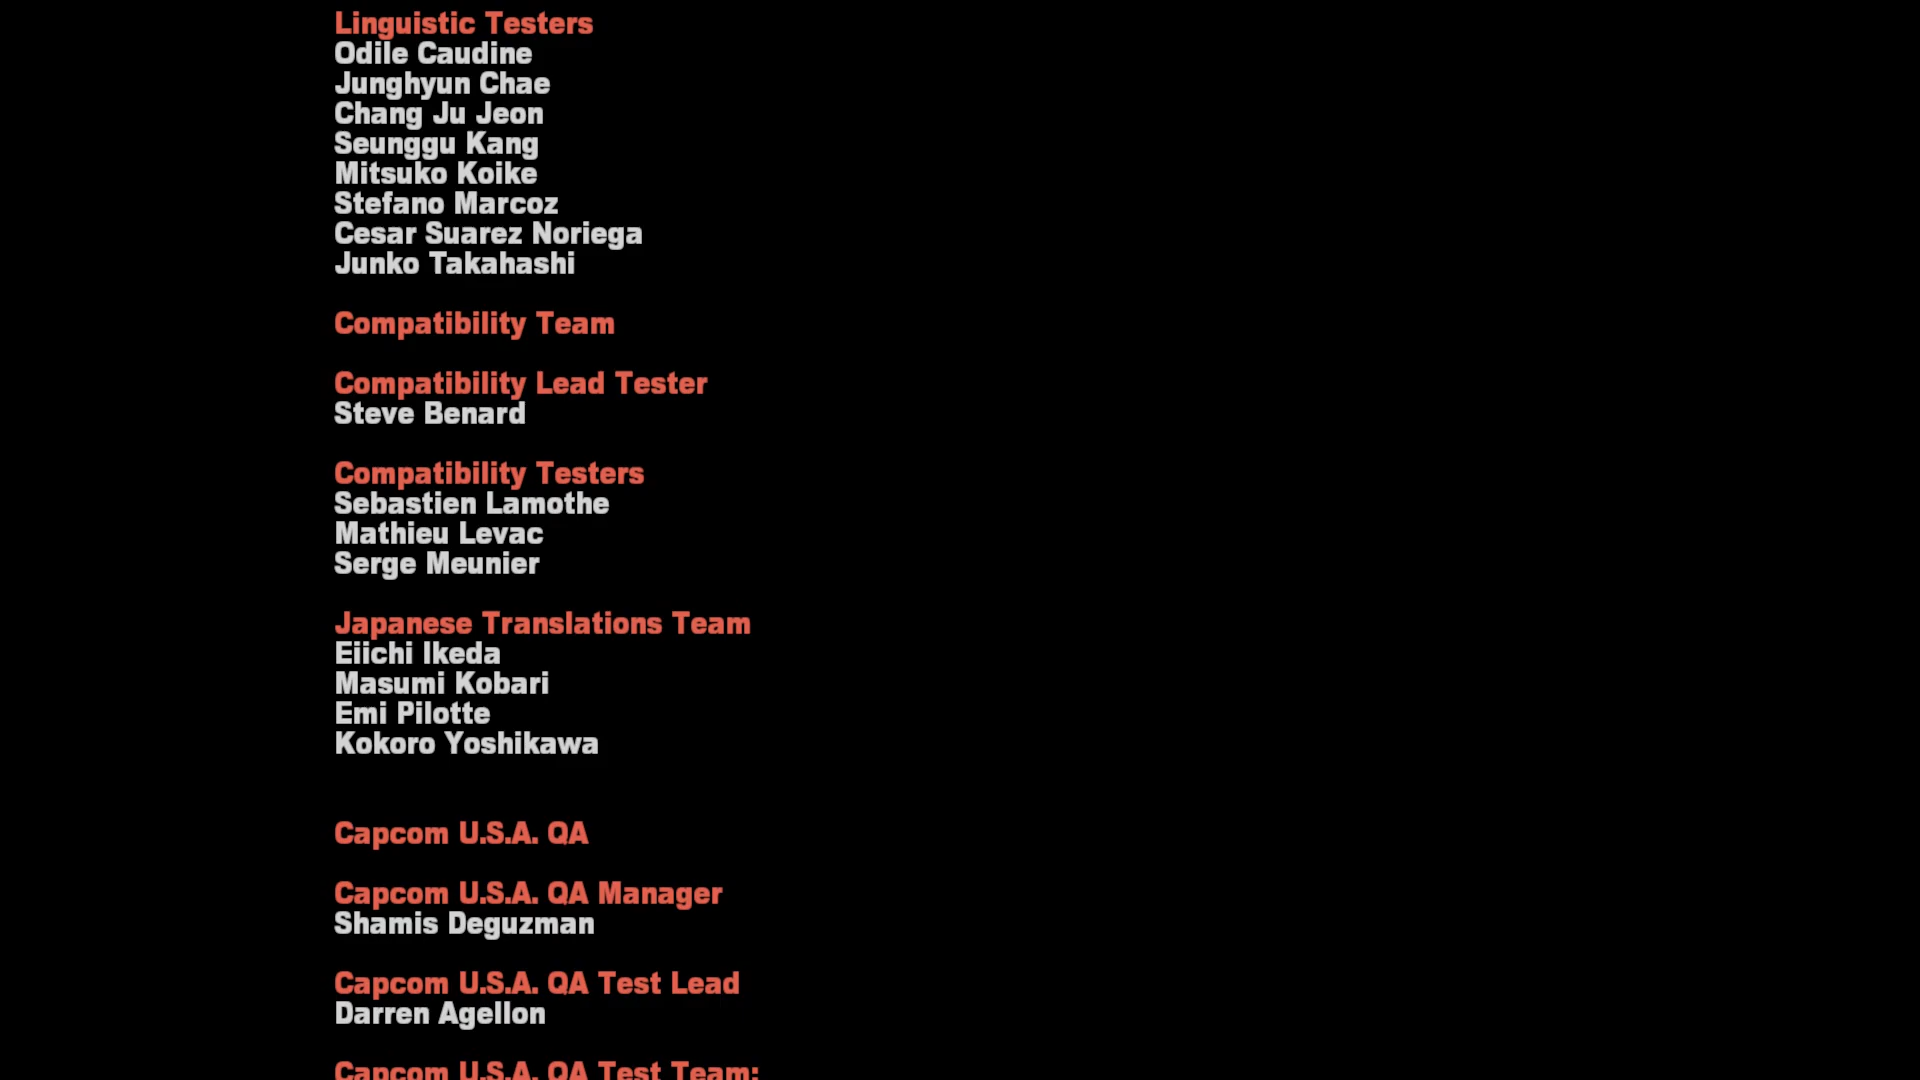 Linguistic Testers
Odile Caudine
Junghyun Chae
Chang Ju Jeon
Seunggu Kang
Mitsuko Koike
Stefano Marcoz
Cesar Suarez Noriega
Junko Takahashi
Compatibility Team
Compatibility Lead Tester
Steve Benard
Compatibility Testers
Sebastien Lamothe
Mathieu Levac
Serge Meunier
Japanese Translations Team
Eiichi Ikeda
Masumi Kobari
Emi Pilotte
Kokoro Yoshikawa
Capcom U.S.A. QA
Capcom U.S.A. QA Manager
Shamis Deguzman
Capcom U.S.A. QA Test Lead
Darren Agellon
Capcom U.S.A. QA Test Team: